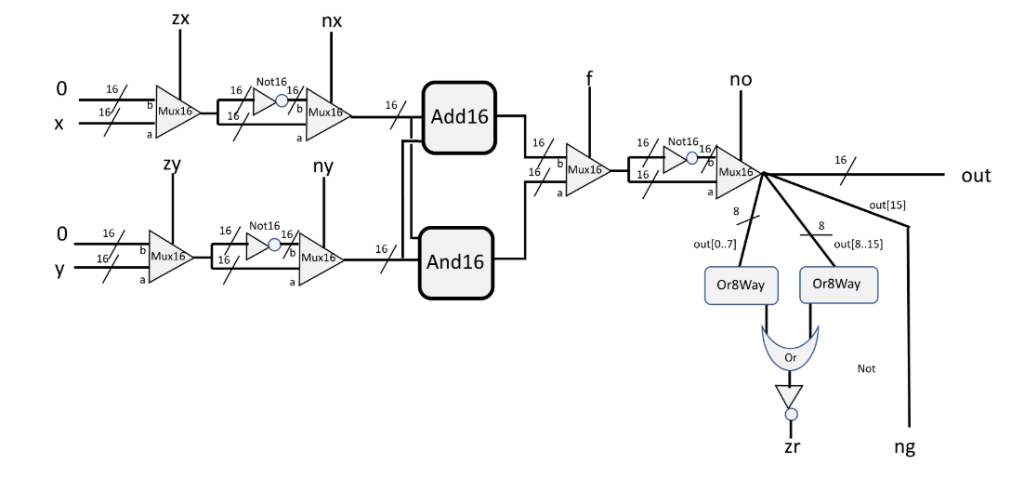 zx
nx
0
16
b
Mux16
x
16
a
16
Not16
16
b
Mux16
16
a
16
Add16
f
no
zy
ny
0
16
b
Mux16
y
16
a
16
Not16
16
b
Mux16
16
a
16
And16
16
b
Mux16
16
a
16
Not16
16
b
Mux16
16
a
16
out
out[15]
8
out[0..7]
8
out[8..15]
Or8Way
Or8Way
Or
Not
zr
ng